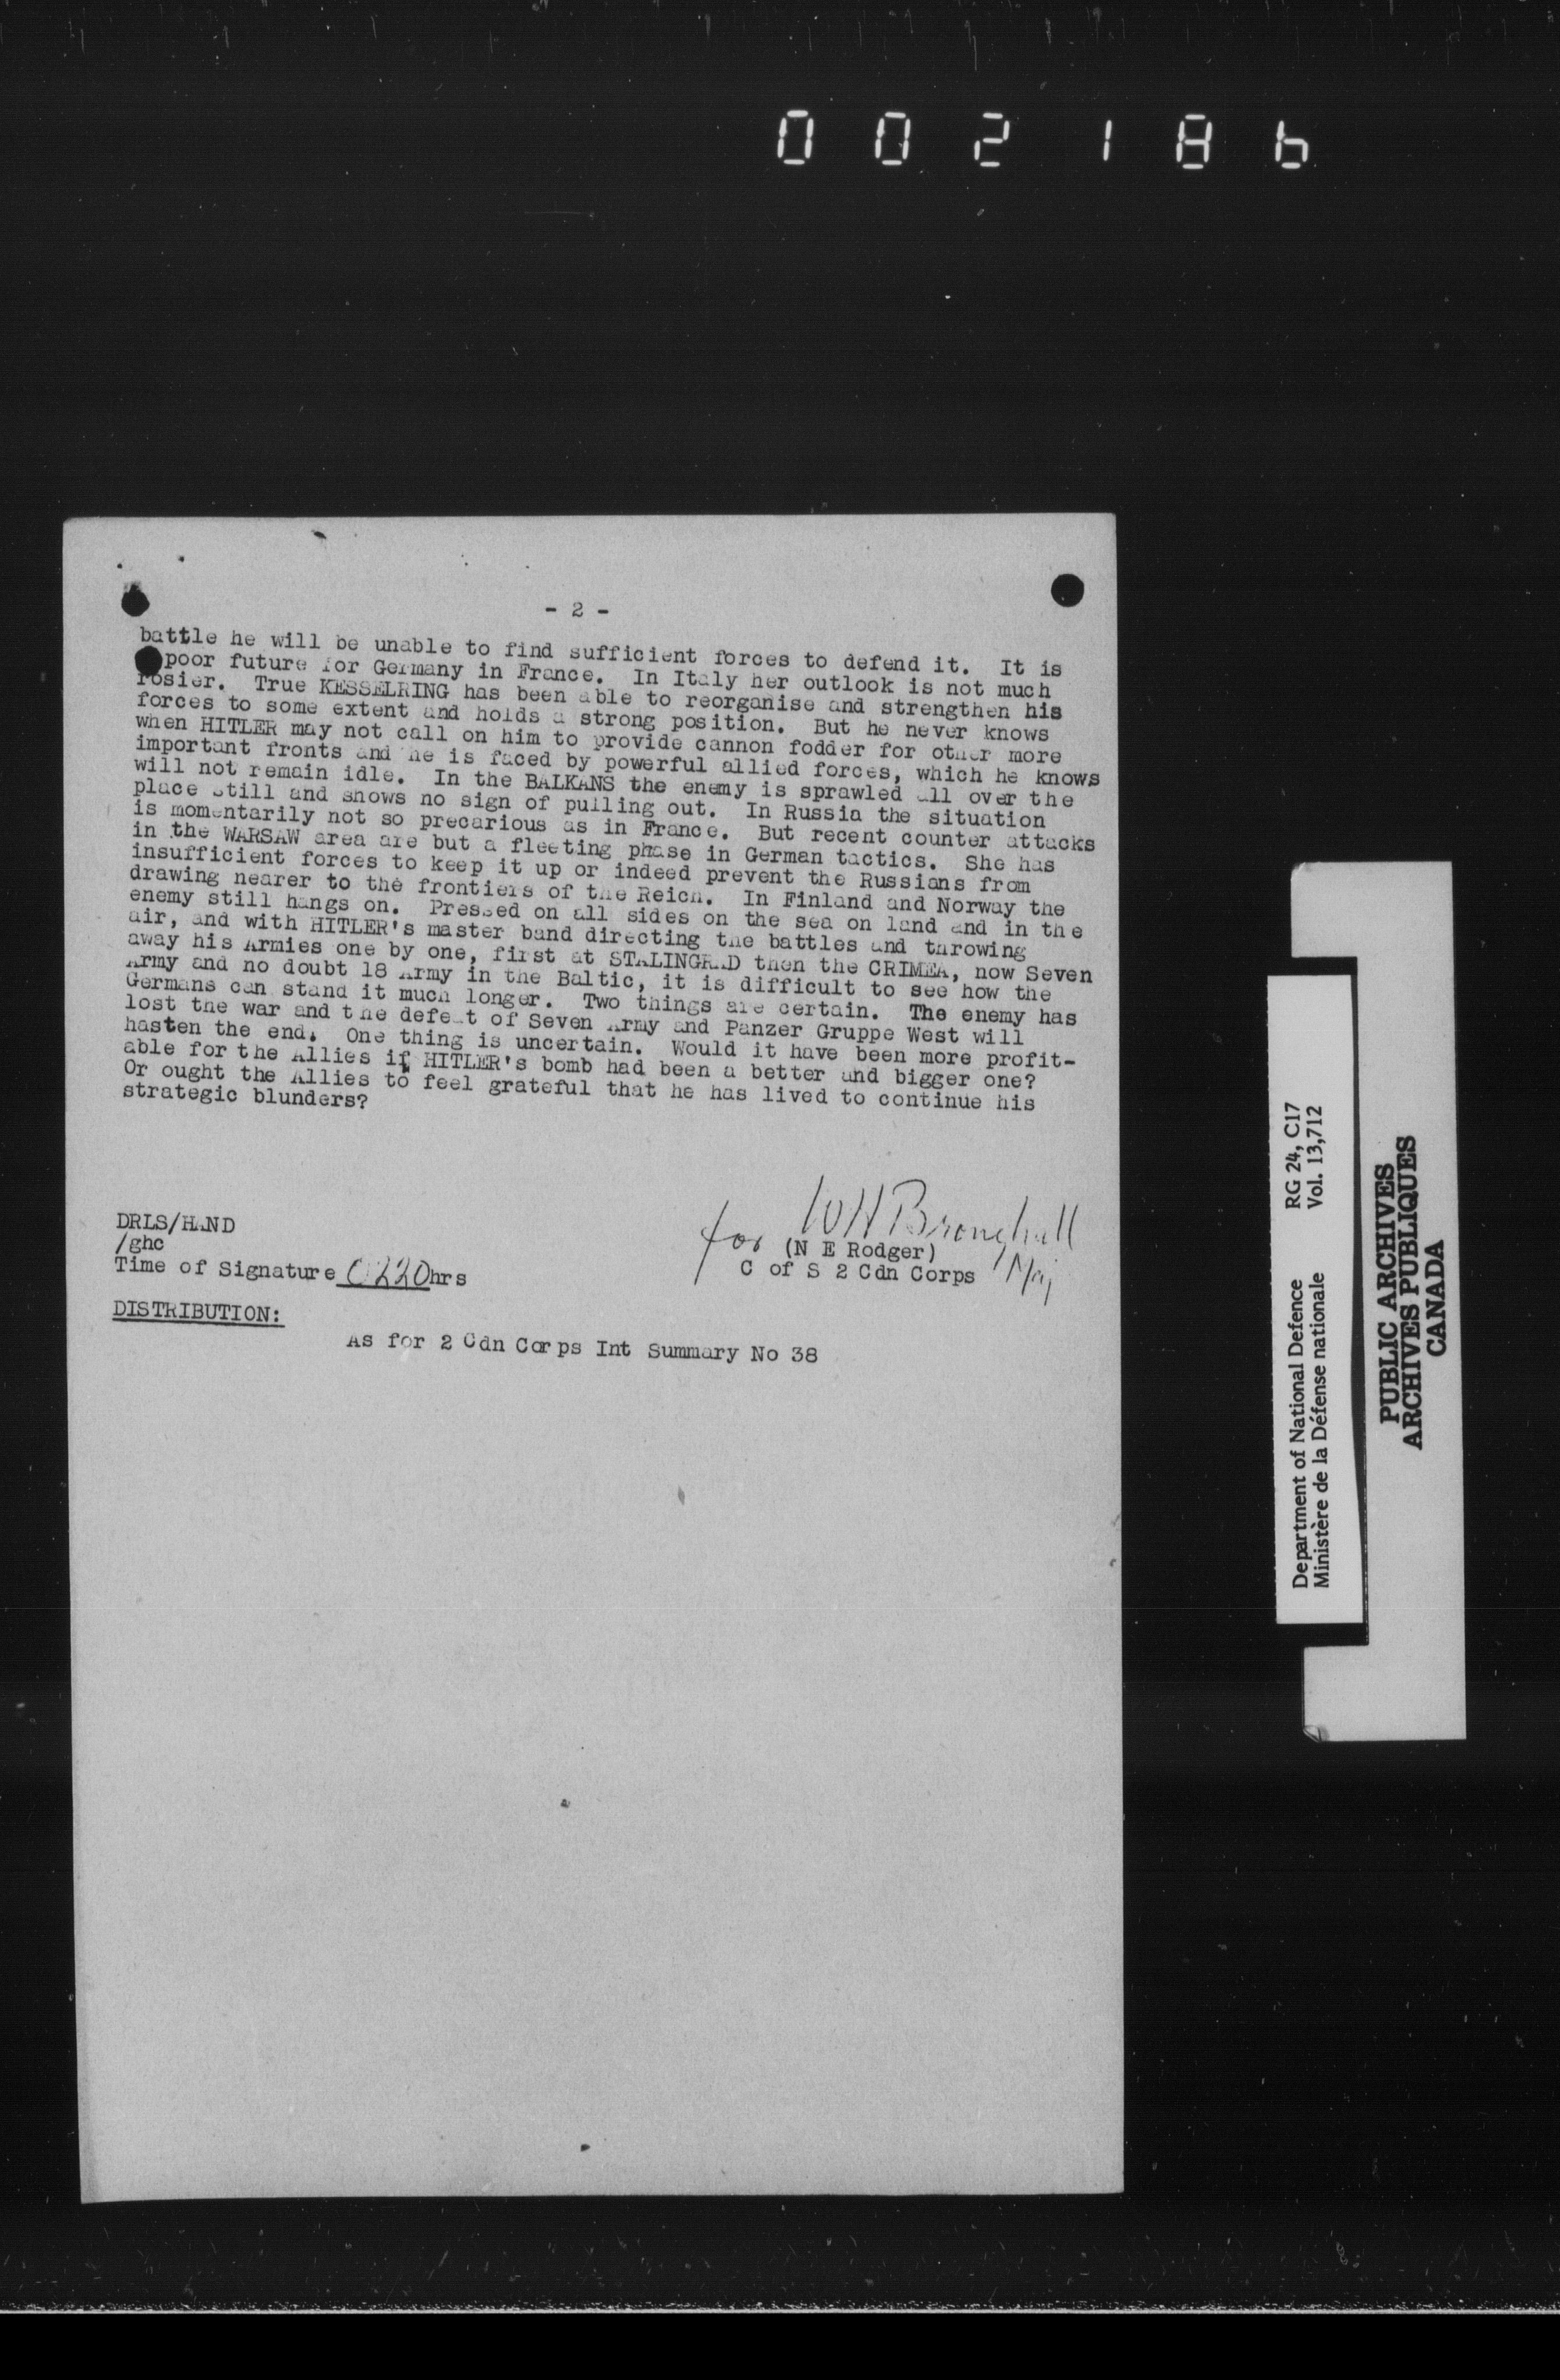 002186
- 2 -
battle he will be unable to find sufficient forces to defend it. It is
poor future for Germany in France. In Italy her outlook is not much
rosier. True KESSELRING has been able to reorganise and strengthen his
forces to some extent and holds a strong position. But he never knows
when HITLER may not call on him to provide cannon fodder for other more
important fronts and he is faced by powerful allied forces, which he knows
will not remain idle. In the BALKANS the enemy is sprawled all over the
place still and shows no sign of pulling out. In Russia the situation
is momentarily not so precarious as in France. But recent counter attacks
in the WARSAW area are but a fleeting phase in German tactics. She has
insufficient forces to keep it up or indeed prevent the Russians from
drawing nearer to the frontiers of the Reich. In Finland and Norway the
enemy still hangs on. Pressed on all sides on the sea on land and in the
air, and with HITLER's master band directing the battles and throwing
away his Armies one by one, first at STALINGRAD then the CRIMEA, now Seven
Army and no doubt 18 Army in the Baltic, it is difficult to see how the
Germans can stand it much longer. Two things are certain. The enemy has
lost the war and the defeat of Seven Army and Panzer Gruppe West will
hasten the end. One thing is uncertain. Would it have been more profit-
able for the Allies if HITLER's bomb had been a better and bigger one?
Or ought the Allies to feel grateful that he has lived to continue his
strategic blunders?
DRLS/HAND
/ghc
Time of Signature 0220 hrs
for
(N E Rodger)
C of S 2 Cdn Corps Maj
DISTRIBUTION:
As for 2 Cdn Corps Int Summary No 38
Department of National Defence RG 24, C17
Ministère de la Défense nationale Vol. 13,712
PUBLIC ARCHIVES
ARCHIVES PUBLIQUES
CANADA